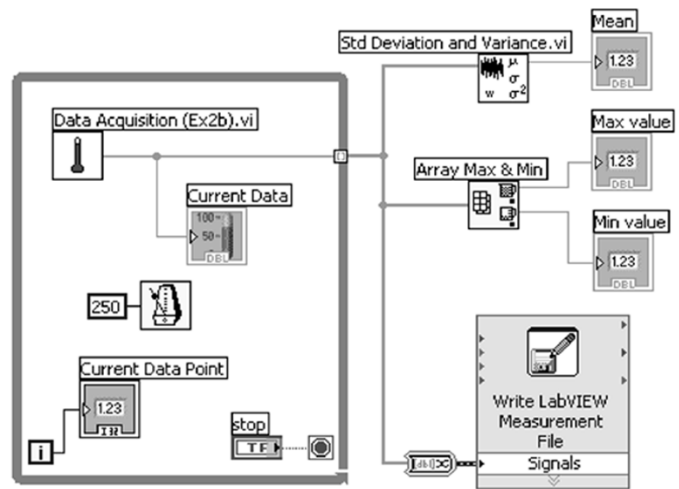 Mean
Std Deviation and Variance.vi
μ
σ
w σ²
1.23
DBL
Data Acquisition (Ex2b).vi
Max value
1.23
DBL
Array Max & Min
Current Data
100-
50-
DBL
Min value
1.23
DBL
250
Current Data Point
1.23
I32
i
stop
TF
Write LabVIEW
Measurement
File
Signals